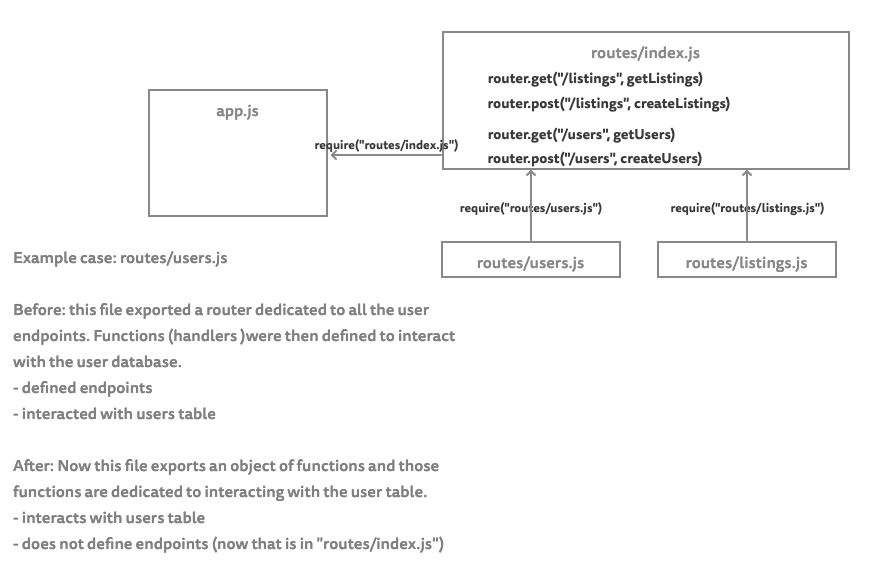 routes/index.js
router.get("/listings", getListings)
router.post("/listings", createListings)
router.get("/users", getUsers)
router.post("/users", createUsers)
app.js
require("routes/index.js")
require("routes/users.js")
require("routes/listings.js")
routes/users.js
routes/listings.js
Example case: routes/users.js
Before: this file exported a router dedicated to all the user
endpoints. Functions (handlers )were then defined to interact
with the user database.
- defined endpoints
- interacted with users table
After: Now this file exports an object of functions and those
functions are dedicated to interacting with the user table.
- interacts with users table
- does not define endpoints (now that is in "routes/index.js")